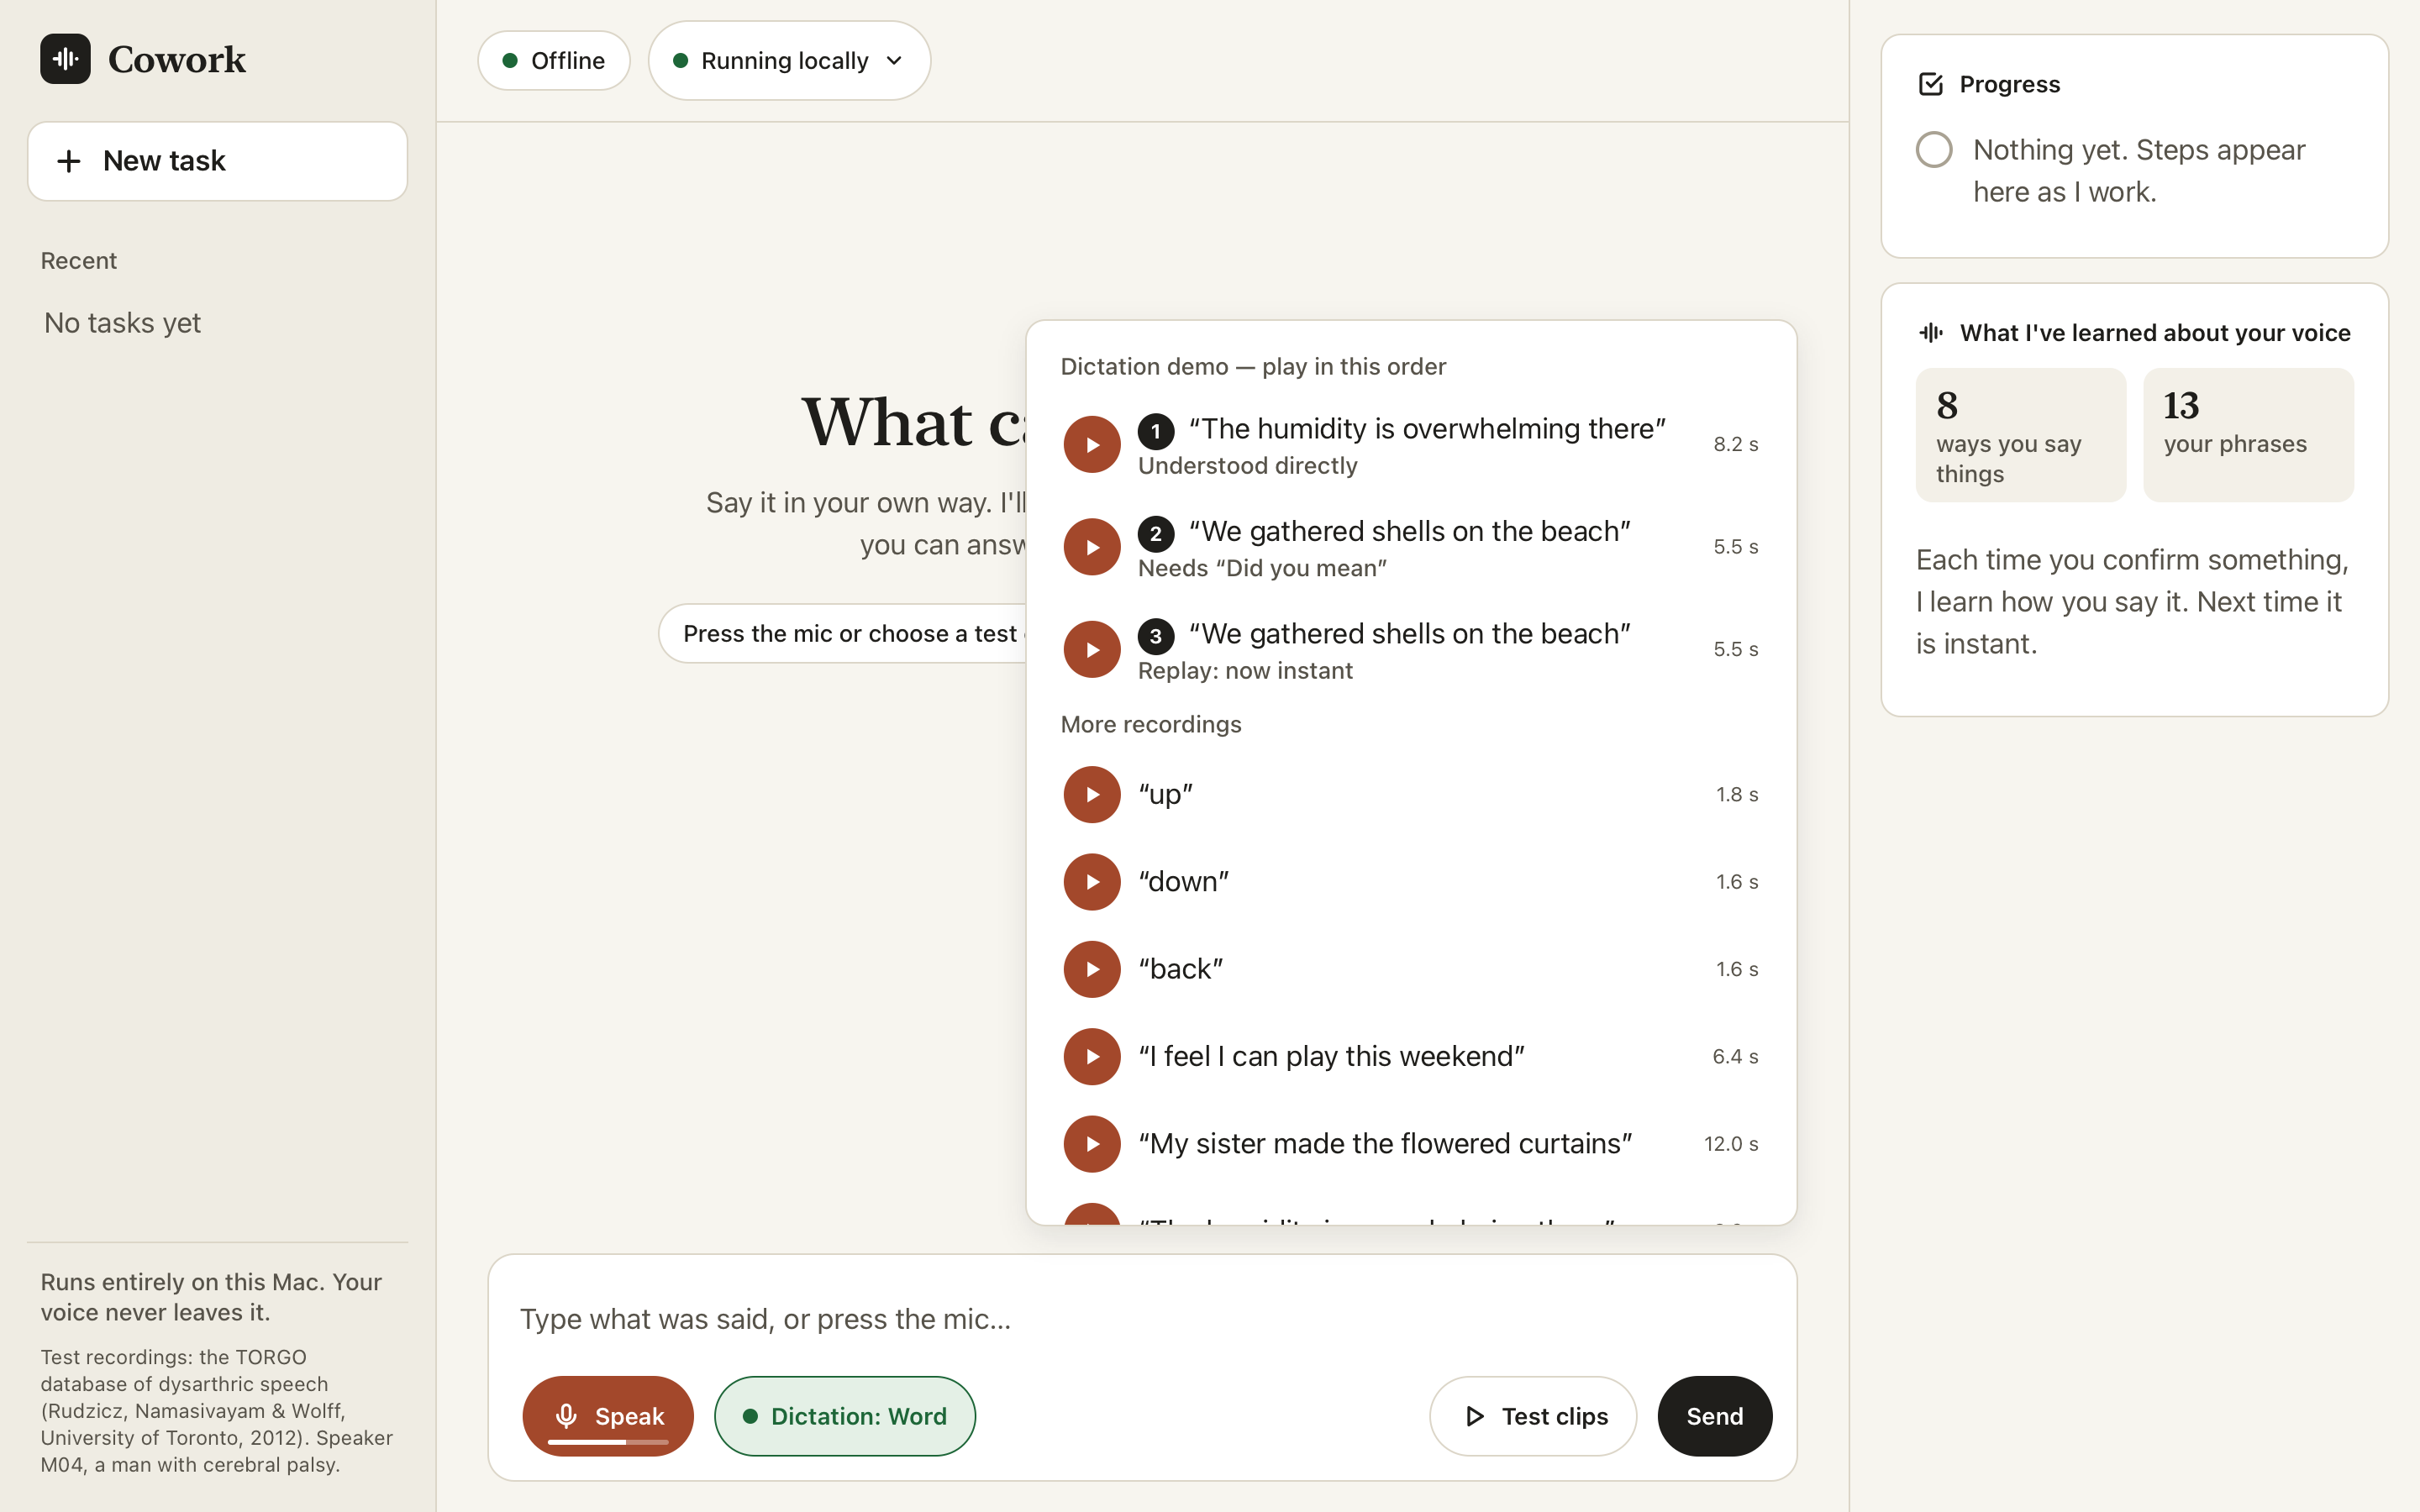 Cowork
New task
Recent
No tasks yet
Runs entirely on this Mac. Your
voice never leaves it.
Test recordings: the TORGO
database of dysarthric speech
(Rudzicz, Namasivayam & Wolff,
University of Toronto, 2012). Speaker
M04, a man with cerebral palsy.
Offline
Running locally
What
Say it in your own way. I'll
you can
Press the mic or choose a test
Dictation demo — play in this order
1 “The humidity is overwhelming there” 8.2 s
Understood directly
2 “We gathered shells on the beach” 5.5 s
Needs “Did you mean”
3 “We gathered shells on the beach” 5.5 s
Replay: now instant
More recordings
“up” 1.8 s
“down” 1.6 s
“back” 1.6 s
“I feel I can play this weekend” 6.4 s
“My sister made the flowered curtains” 12.0 s
Type what was said, or press the mic...
Speak
Dictation: Word
Test clips
Send
Progress
Nothing yet. Steps appear
here as I work.
What I've learned about your voice
8
ways you say
things
13
your phrases
Each time you confirm something,
I learn how you say it. Next time it
is instant.